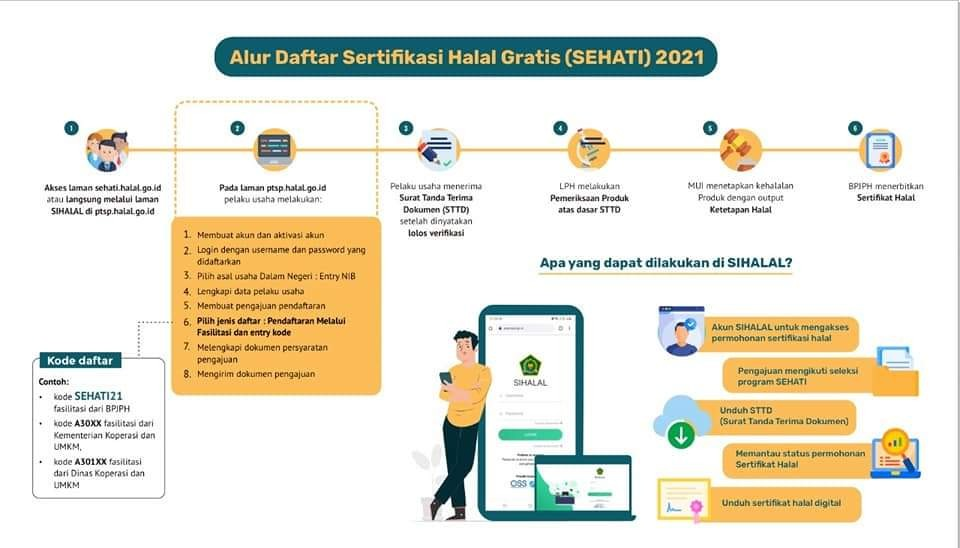 Alur Daftar Sertifikasi Halal Gratis (SEHATI) 2021
1
Akses laman sehati.halal.go.id
atau langsung melalui laman
SIHALAL di ptsp.halal.go.id
2
Pada laman ptsp.halal.go.id
pelaku usaha melakukan:
1. Membuat akun dan aktivasi akun
2. Login dengan username dan password yang
didaftarkan
3. Pilih asal usaha Dalam Negeri : Entry NIB
4. Lengkapi data pelaku usaha
5. Membuat pengajuan pendaftaran
6. Pilih jenis daftar : Pendaftaran Melalui
Fasilitasi dan entry kode
7. Melengkapi dokumen persyaratan
pengajuan
8. Mengirim dokumen pengajuan
Kode daftar
Contoh:
• kode SEHATI21
fasilitasi dari BPJPH
• kode A30XX fasilitasi dari
Kementerian Koperasi dan
UMKM,
• kode A301XX fasilitasi
dari Dinas Koperasi dan
UMKM
3
Pelaku usaha menerima
Surat Tanda Terima
Dokumen (STTD)
setelah dinyatakan
lolos verifikasi
4
LPH melakukan
Pemeriksaan Produk
atas dasar STTD
5
MUI menetapkan kehalalan
Produk dengan output
Ketetapan Halal
6
BPJPH menerbitkan
Sertifikat Halal
Apa yang dapat dilakukan di SIHALAL?
SIHALAL
OSS
Akun SIHALAL untuk mengakses
permohonan sertifikasi halal
Pengajuan mengikuti seleksi
program SEHATI
Unduh STTD
(Surat Tanda Terima Dokumen)
Memantau status permohonan
Sertifikat Halal
Unduh sertifikat halal digital